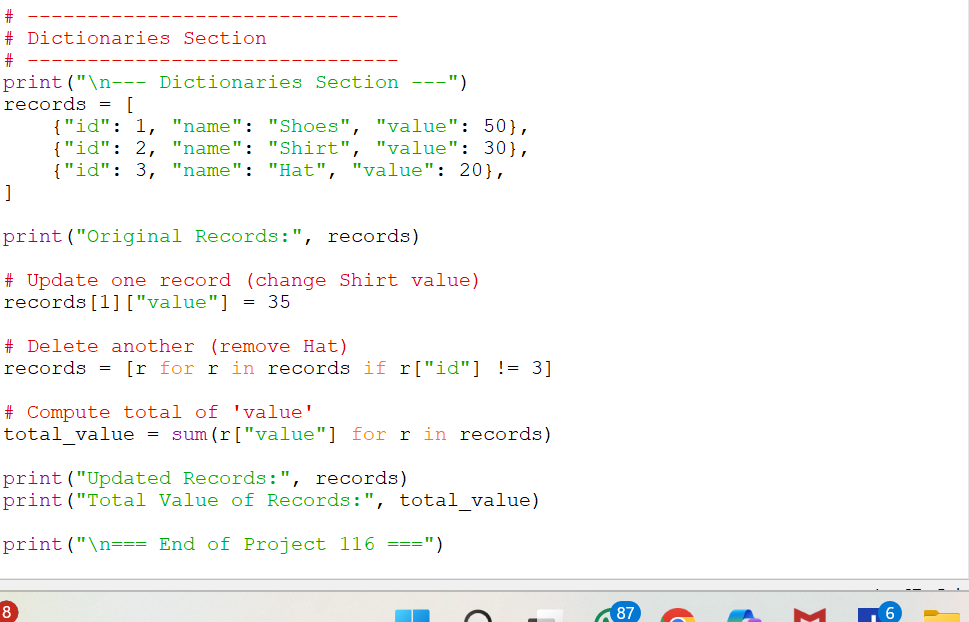 # -------------------------------
# Dictionaries Section
# -------------------------------
print("\n--- Dictionaries Section ---")
records = [
    {"id": 1, "name": "Shoes", "value": 50},
    {"id": 2, "name": "Shirt", "value": 30},
    {"id": 3, "name": "Hat", "value": 20},
]
print("Original Records:", records)
# Update one record (change Shirt value)
records[1]["value"] = 35
# Delete another (remove Hat)
records = [r for r in records if r["id"] != 3]
# Compute total of 'value'
total_value = sum(r["value"] for r in records)
print("Updated Records:", records)
print("Total Value of Records:", total_value)
print("\n=== End of Project 116 ===")
8
87
6